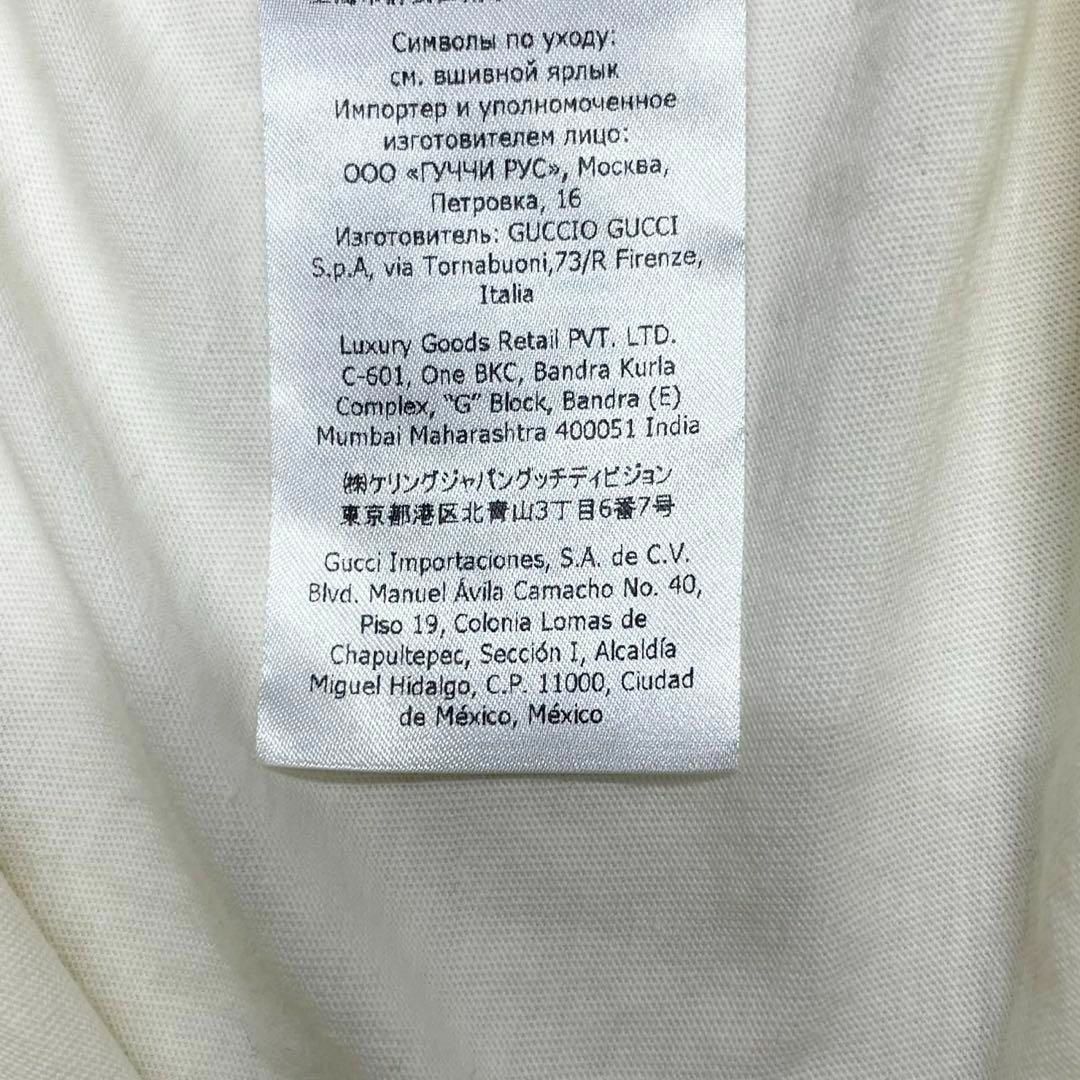 Символы по уходу:
см. вшивной ярлык
Импортер и уполномоченное
изготовителем лицо:
ООО «ГУЧЧИ РУС», Москва,
Петровка, 16
Изготовитель: GUCCIO GUCCI
S.p.A, via Tornabuoni,73/R Firenze,
Italia
Luxury Goods Retail PVT. LTD.
C-601, One BKC, Bandra Kurla
Complex, "G" Block, Bandra (E)
Mumbai Maharashtra 400051 India
㈱ケリングジャパングッチディビジョン
東京都港区北青山3丁目6番7号
Gucci Importaciones, S.A. de C.V.
Blvd. Manuel Ávila Camacho No. 40,
Piso 19, Colonia Lomas de
Chapultepec, Sección I, Alcaldía
Miguel Hidalgo, C.P. 11000, Ciudad
de México, México